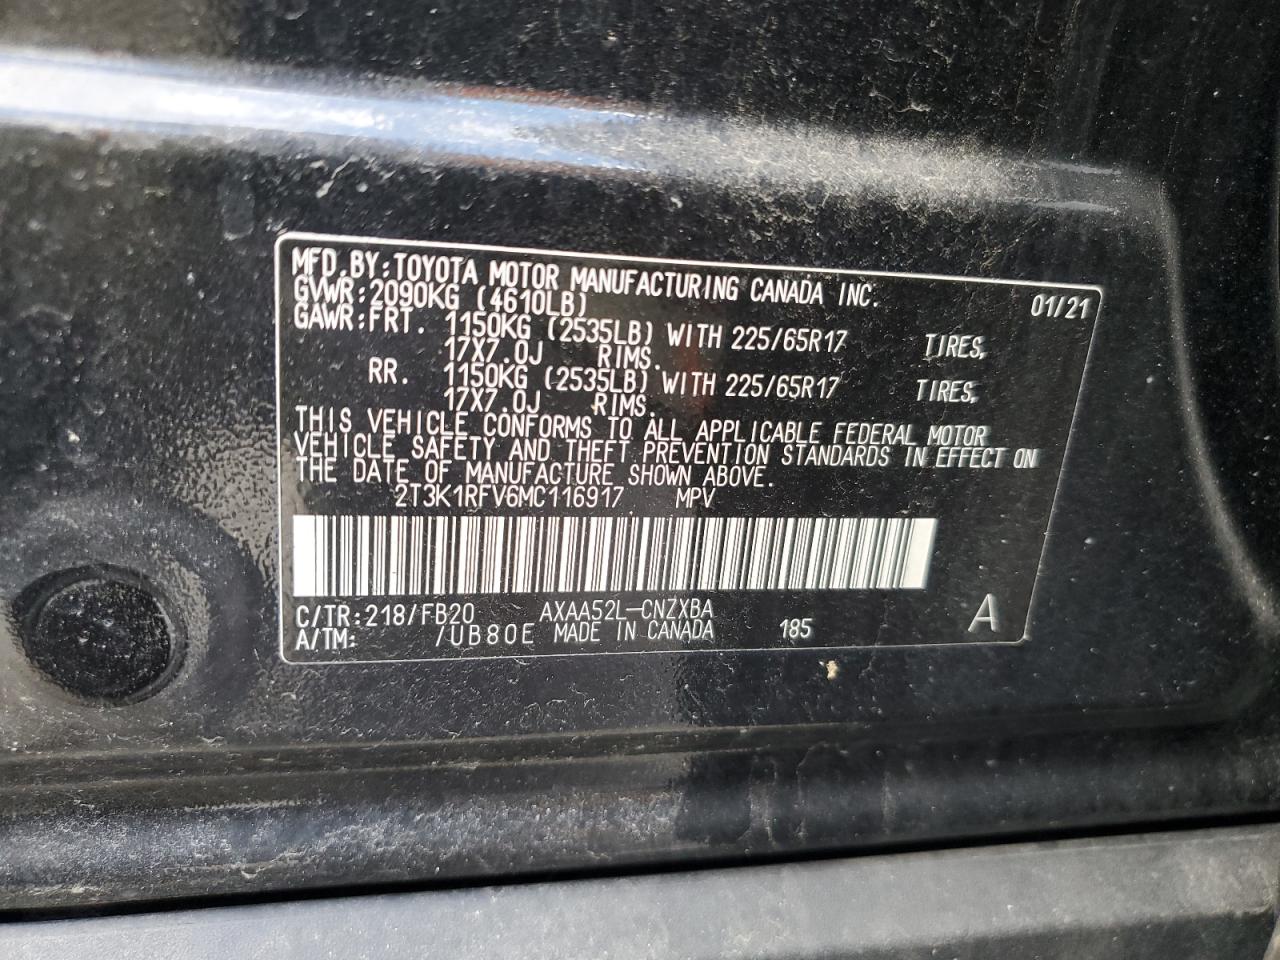 MFD.BY:TOYOTA MOTOR MANUFACTURING CANADA INC. 01/21
GVWR:2090KG (4610LB)
GAWR:FRT. 1150KG (2535LB) WITH 225/65R17 TIRES,
17X7.0J RIMS.
RR. 1150KG (2535LB) WITH 225/65R17 TIRES,
17X7.0J RIMS.
THIS VEHICLE CONFORMS TO ALL APPLICABLE FEDERAL MOTOR
VEHICLE SAFETY AND THEFT PREVENTION STANDARDS IN EFFECT ON
THE DATE OF MANUFACTURE SHOWN ABOVE.
2T3K1RFV6MC116917 MPV
C/TR:218/FB20 AXAA52L-CNZXBA
A/TM: /UB80E MADE IN CANADA 185 A